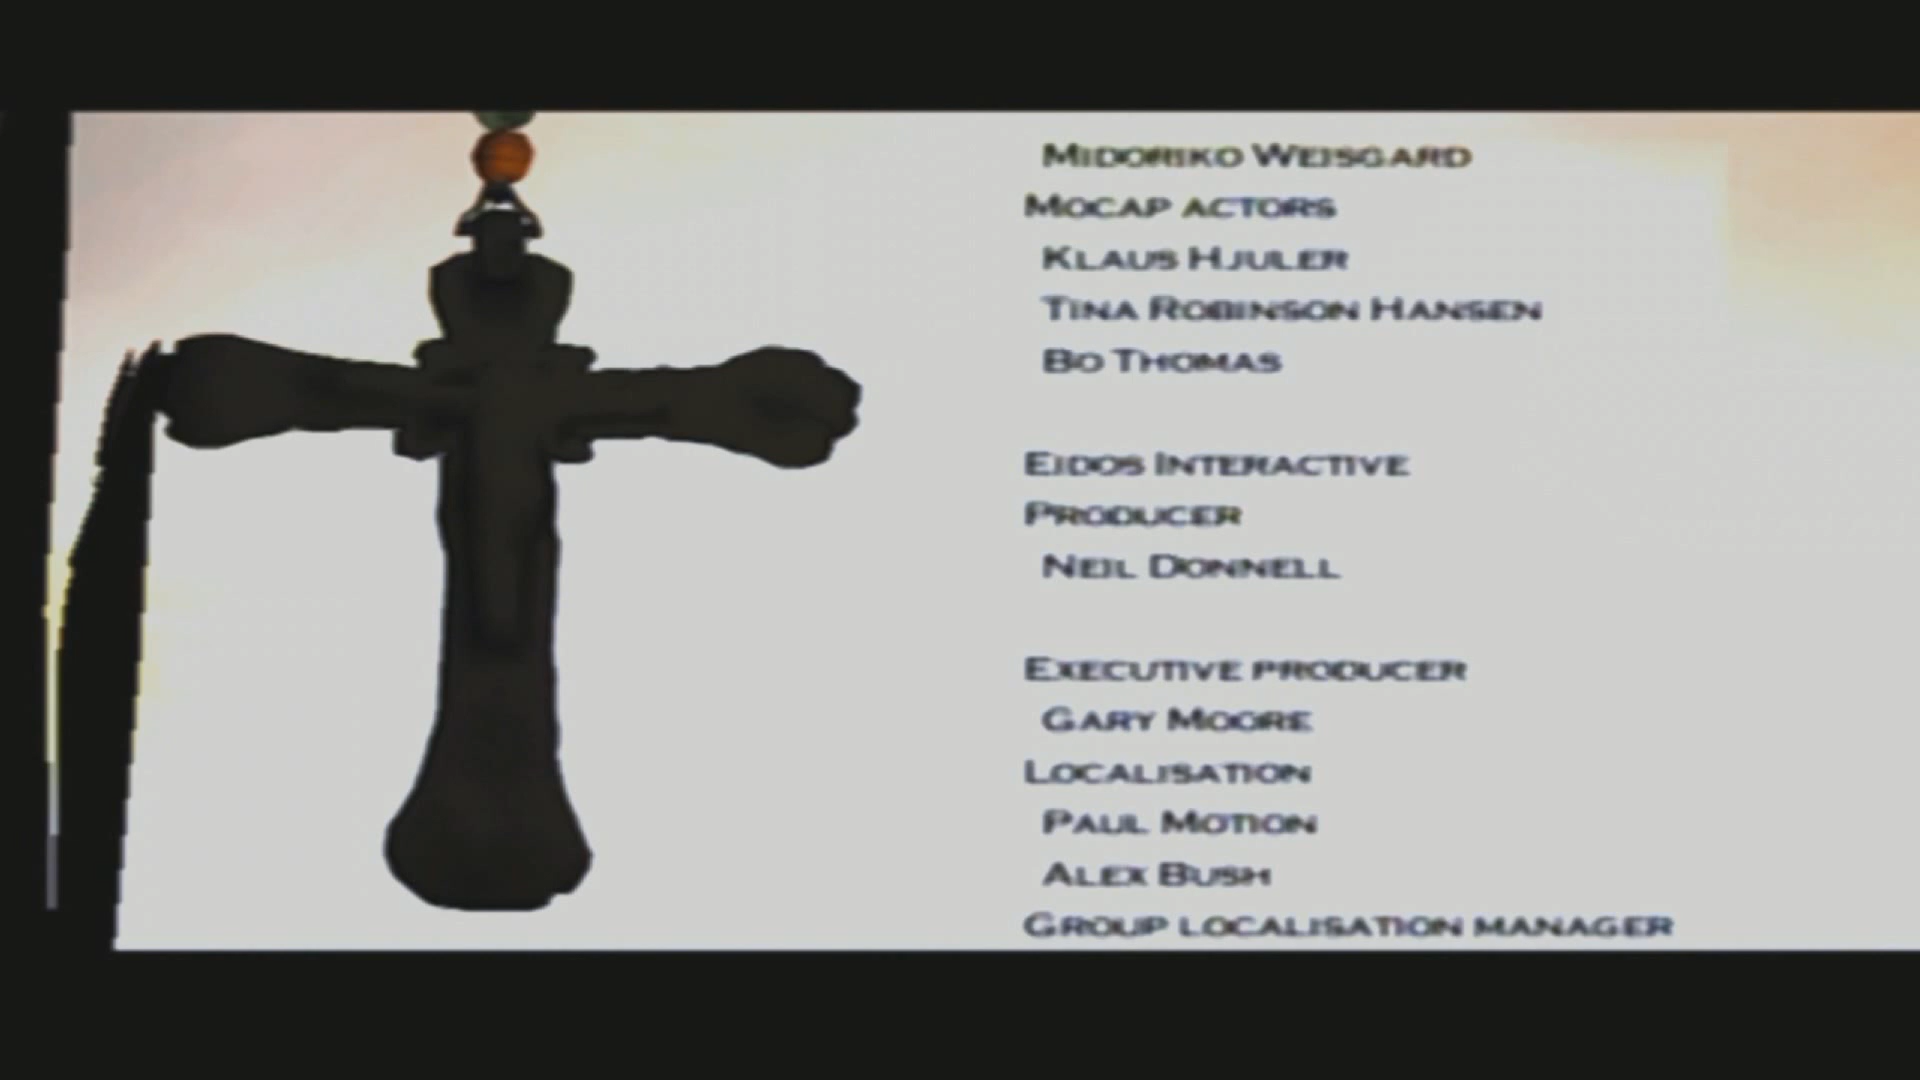 Midoriko Weisgard
Mocap actors
Klaus Hjuler
Tina Robinson Hansen
Bo Thomas
Eidos Interactive
Producer
Neil Donnell
Executive producer
Gary Moore
Localisation
Paul Motion
Alex Bush
Group localisation manager